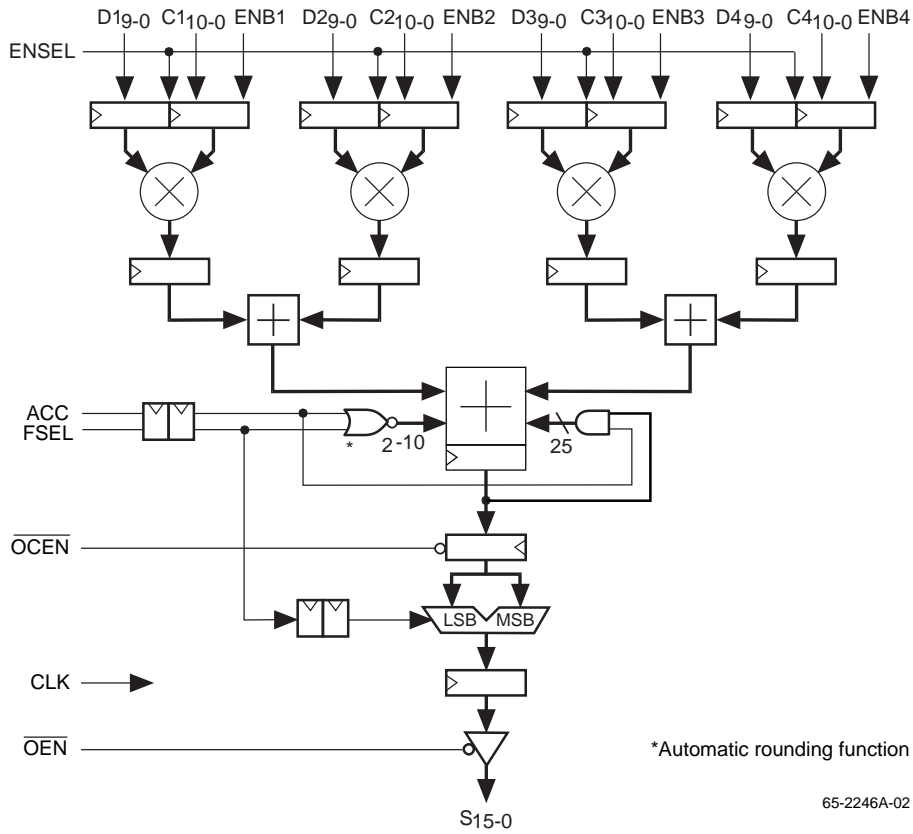 D19-0 C110-0 ENB1 D29-0 C210-0 ENB2 D39-0 C310-0 ENB3 D49-0 C410-0 ENB4
ENSEL
ACC
FSEL
*
2-10
25
OCEN
LSB MSB
CLK
OEN
*Automatic rounding function
65-2246A-02
S15-0